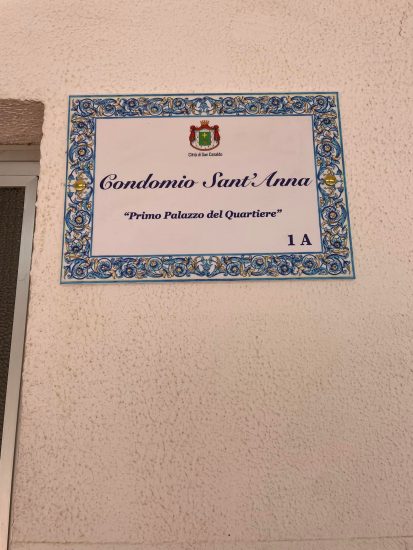 Città di San Cataldo
Condomio Sant'Anna
"Primo Palazzo del Quartiere"
1 A